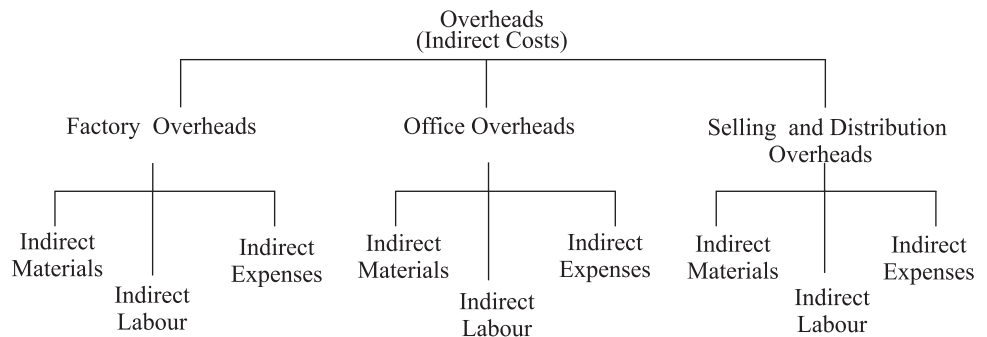 Overheads
(Indirect Costs)
Factory Overheads
Office Overheads
Selling and Distribution
Overheads
Indirect
Materials
Indirect
Labour
Indirect
Expenses
Indirect
Materials
Indirect
Labour
Indirect
Expenses
Indirect
Materials
Indirect
Labour
Indirect
Expenses